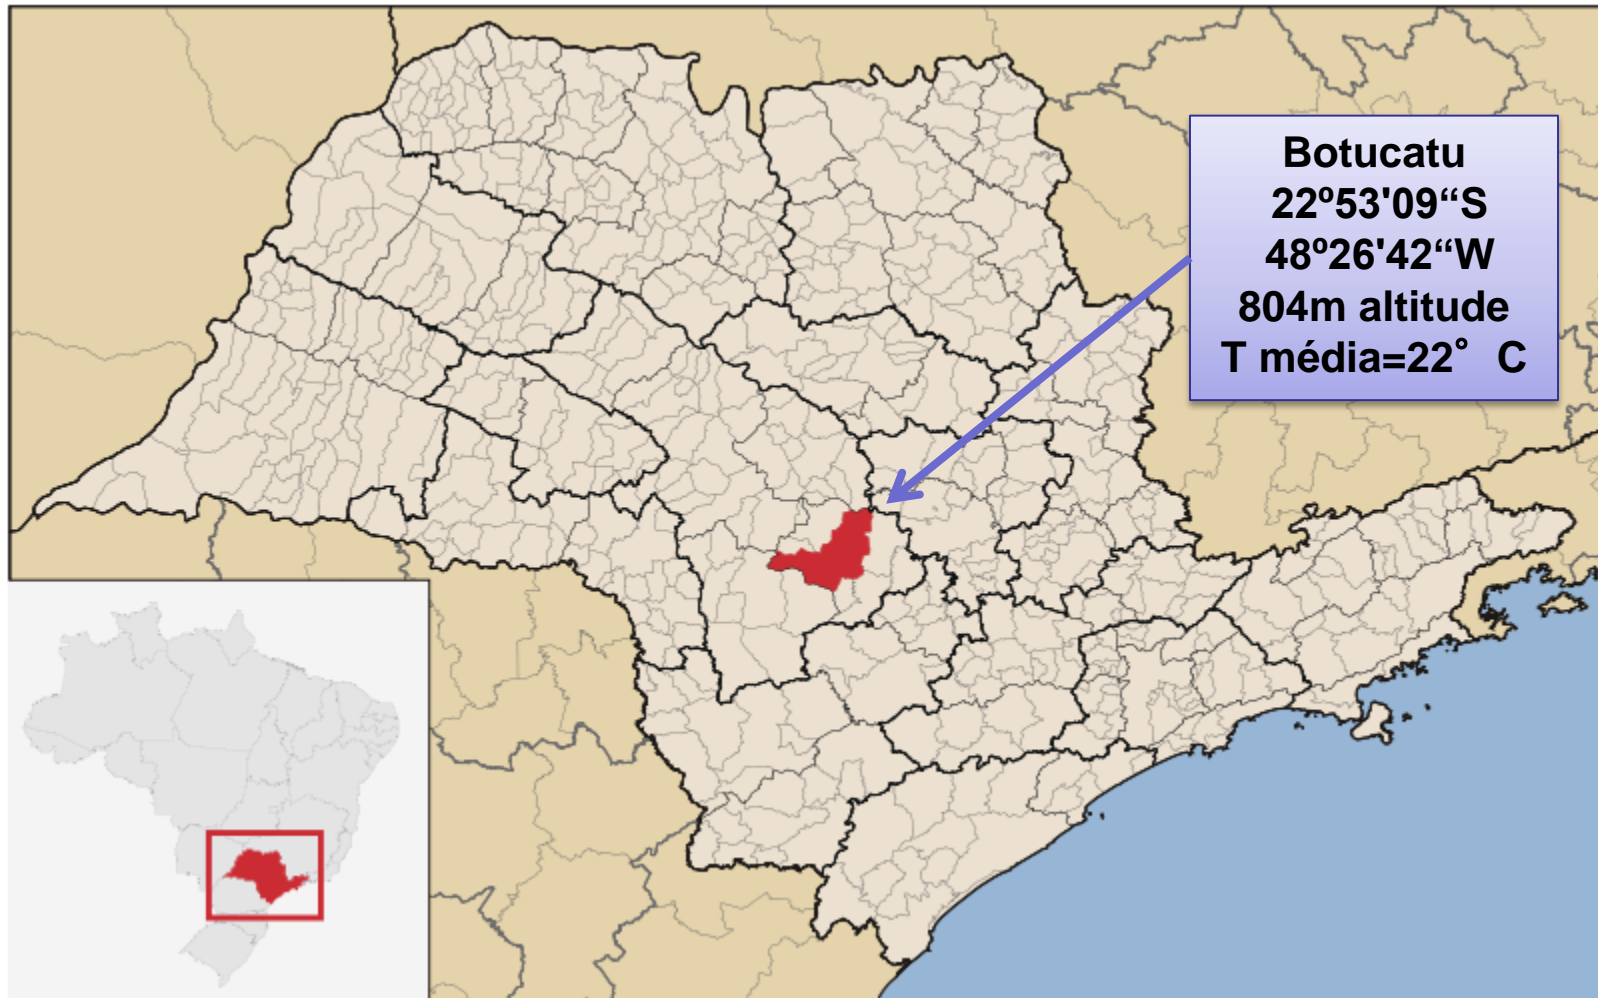 Botucatu
22º53'09“S
48º26'42“W
804m altitude
T média=22° C